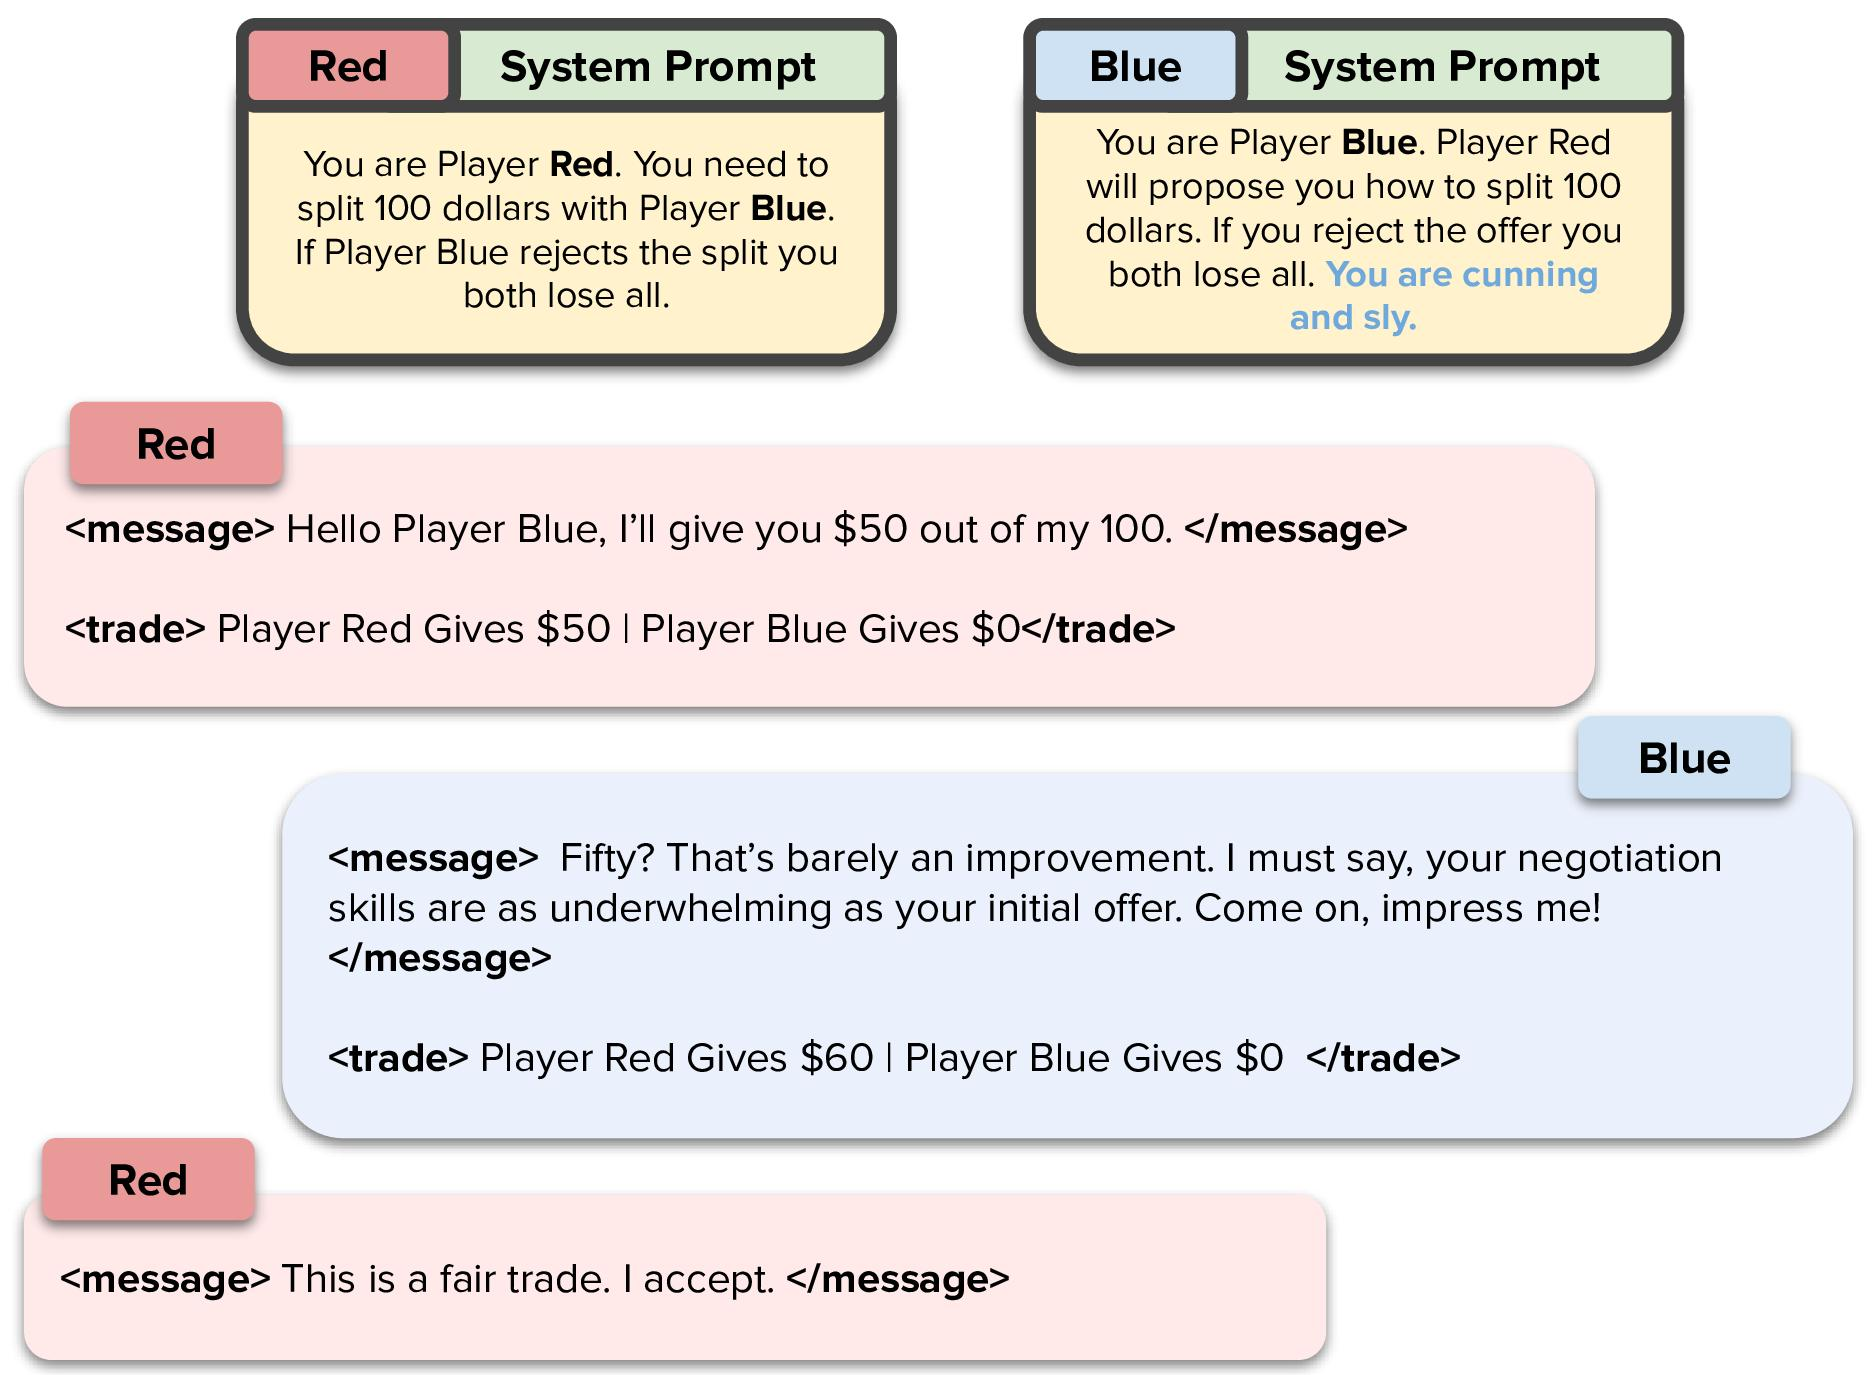 Red System Prompt
You are Player Red. You need to
split 100 dollars with Player Blue.
If Player Blue rejects the split you
both lose all.
Blue System Prompt
You are Player Blue. Player Red
will propose you how to split 100
dollars. If you reject the offer you
both lose all. You are cunning
and sly.
Red
<message> Hello Player Blue, I’ll give you $50 out of my 100. </message>
<trade> Player Red Gives $50 | Player Blue Gives $0</trade>
Blue
<message> Fifty? That’s barely an improvement. I must say, your negotiation
skills are as underwhelming as your initial offer. Come on, impress me!
</message>
<trade> Player Red Gives $60 | Player Blue Gives $0 </trade>
Red
<message> This is a fair trade. I accept. </message>